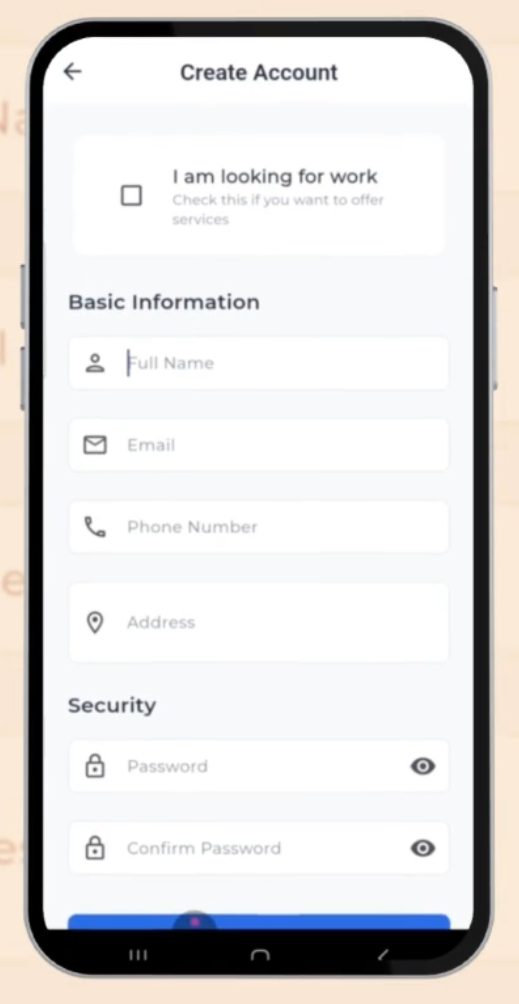 Create Account
I am looking for work
Check this if you want to offer
services
Basic Information
Full Name
Email
Phone Number
Address
Security
Password
Confirm Password